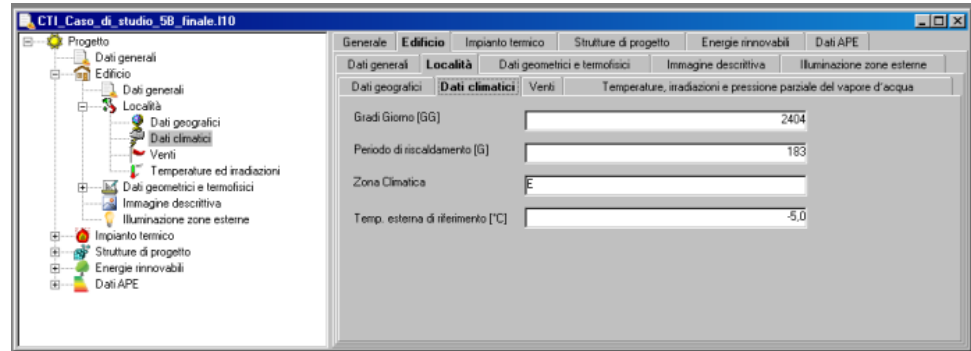 CTI_Caso_di_studio_5B_finale.I10
Progetto
Dati generali
Edificio
Dati generali
Località
Dati geografici
Dati climatici
Venti
Temperature ed irradiazioni
Dati geometrici e termofisici
Immagine descrittiva
Illuminazione zone esterne
Impianto termico
Strutture di progetto
Energie rinnovabili
Dati APE
Generale Edificio Impianto termico Strutture di progetto Energie rinnovabili Dati APE
Dati generali Località Dati geometrici e termofisici Immagine descrittiva Illuminazione zone esterne
Dati geografici Dati climatici Venti Temperature, irradiazioni e pressione parziale del vapore d'acqua
Gradi Giorno [GG] 2404
Periodo di riscaldamento [G] 183
Zona Climatica E
Temp. esterna di riferimento [°C] -5,0